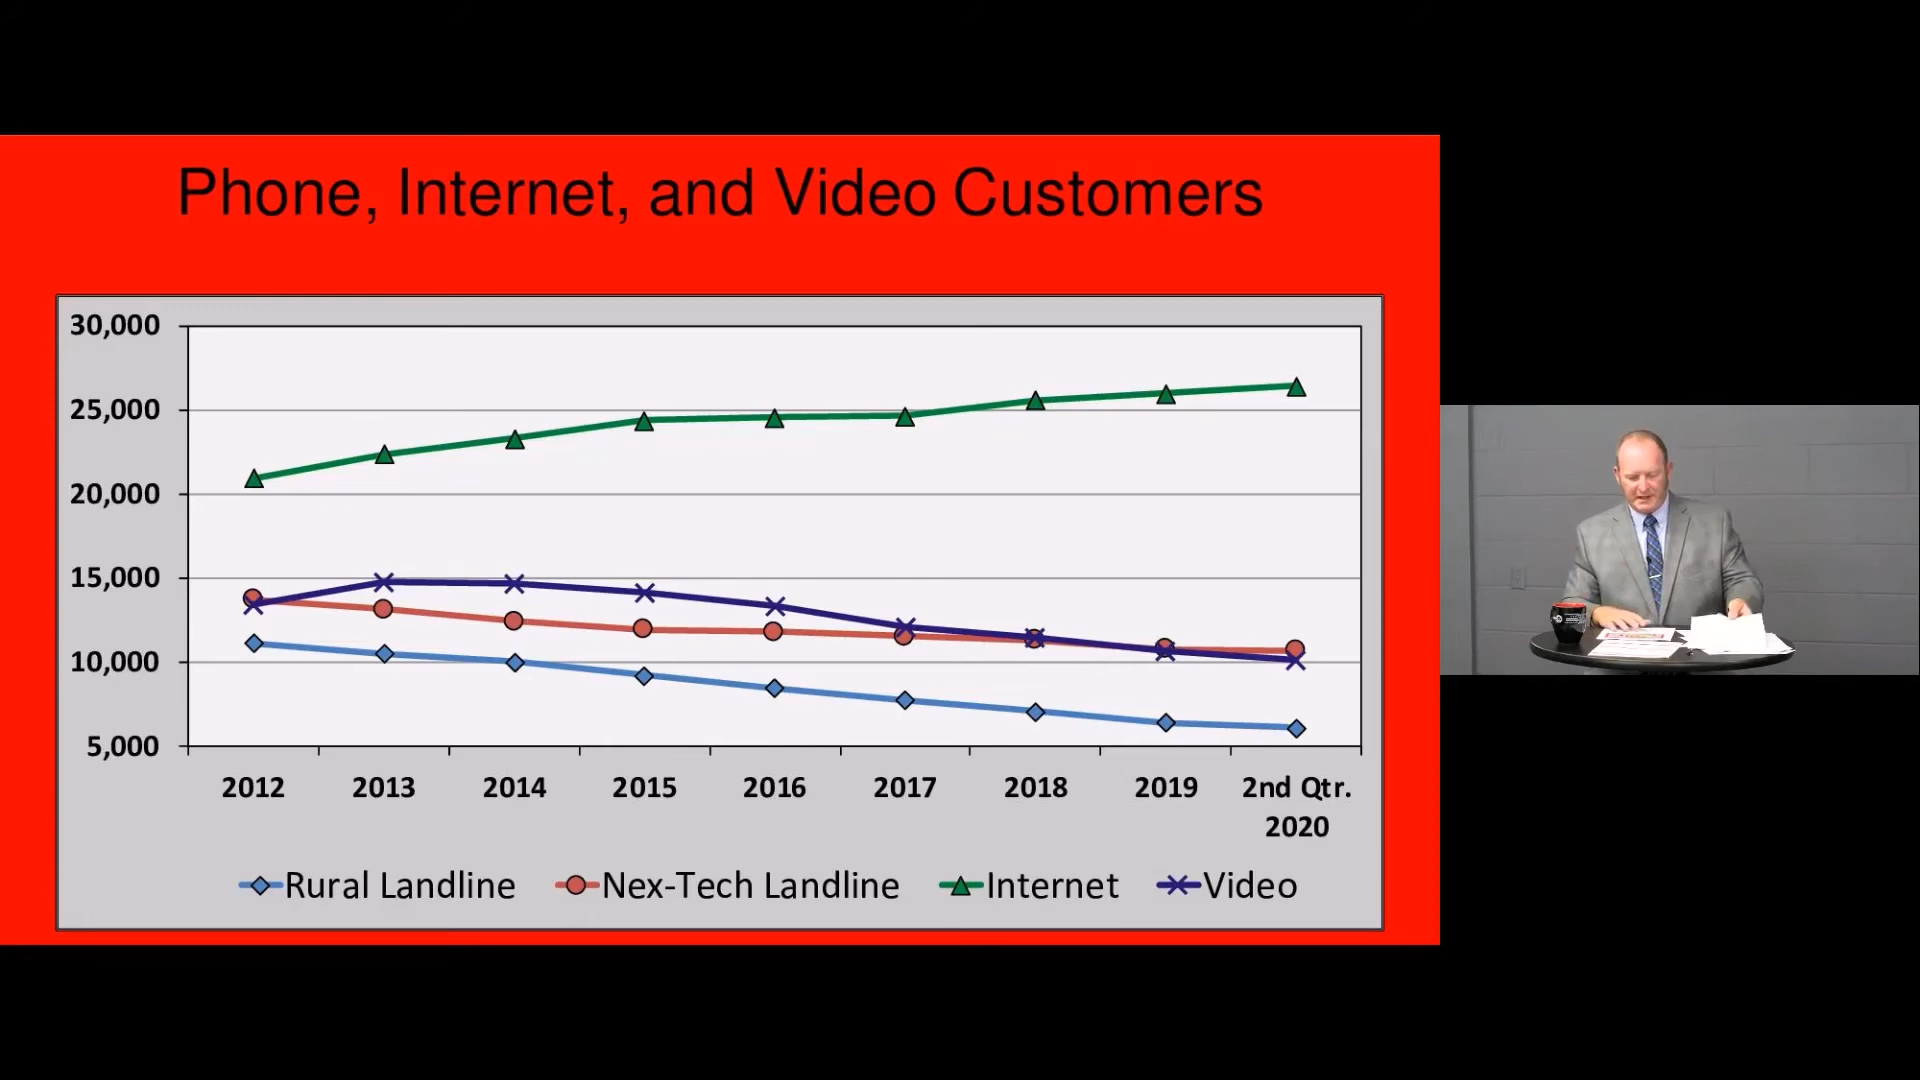 Phone, Internet, and Video Customers
30,000
25,000
20,000
15,000
10,000
5,000
2012 2013 2014 2015 2016 2017 2018 2019 2nd Qtr.
2020
Rural Landline Nex-Tech Landline Internet Video